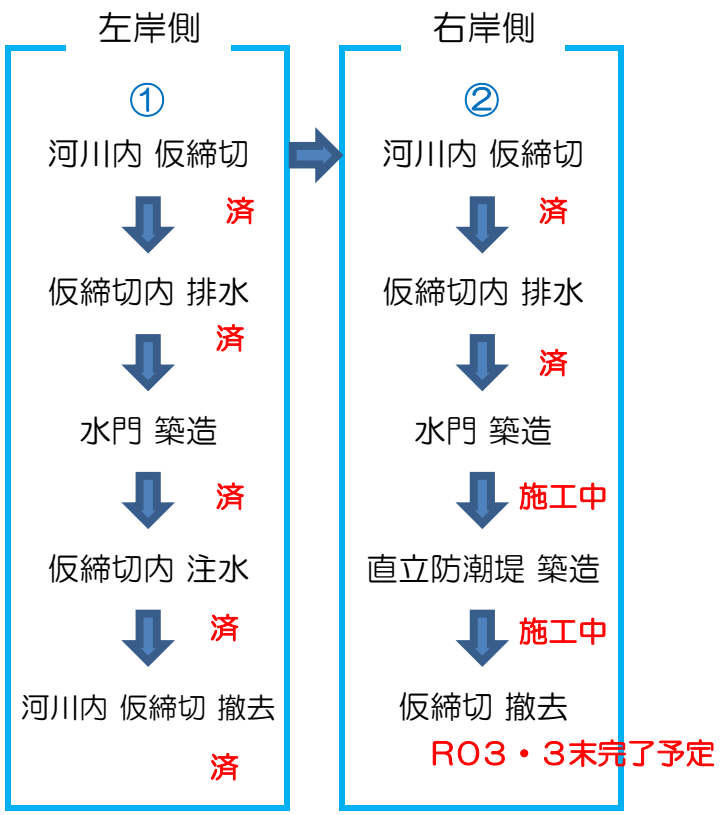 左岸側
①
河川内 仮締切
済
仮締切内 排水
済
水門 築造
済
仮締切内 注水
済
河川内 仮締切 撤去
済
右岸側
②
河川内 仮締切
済
仮締切内 排水
済
水門 築造
施工中
直立防潮堤 築造
施工中
仮締切 撤去
R03・3末完了予定